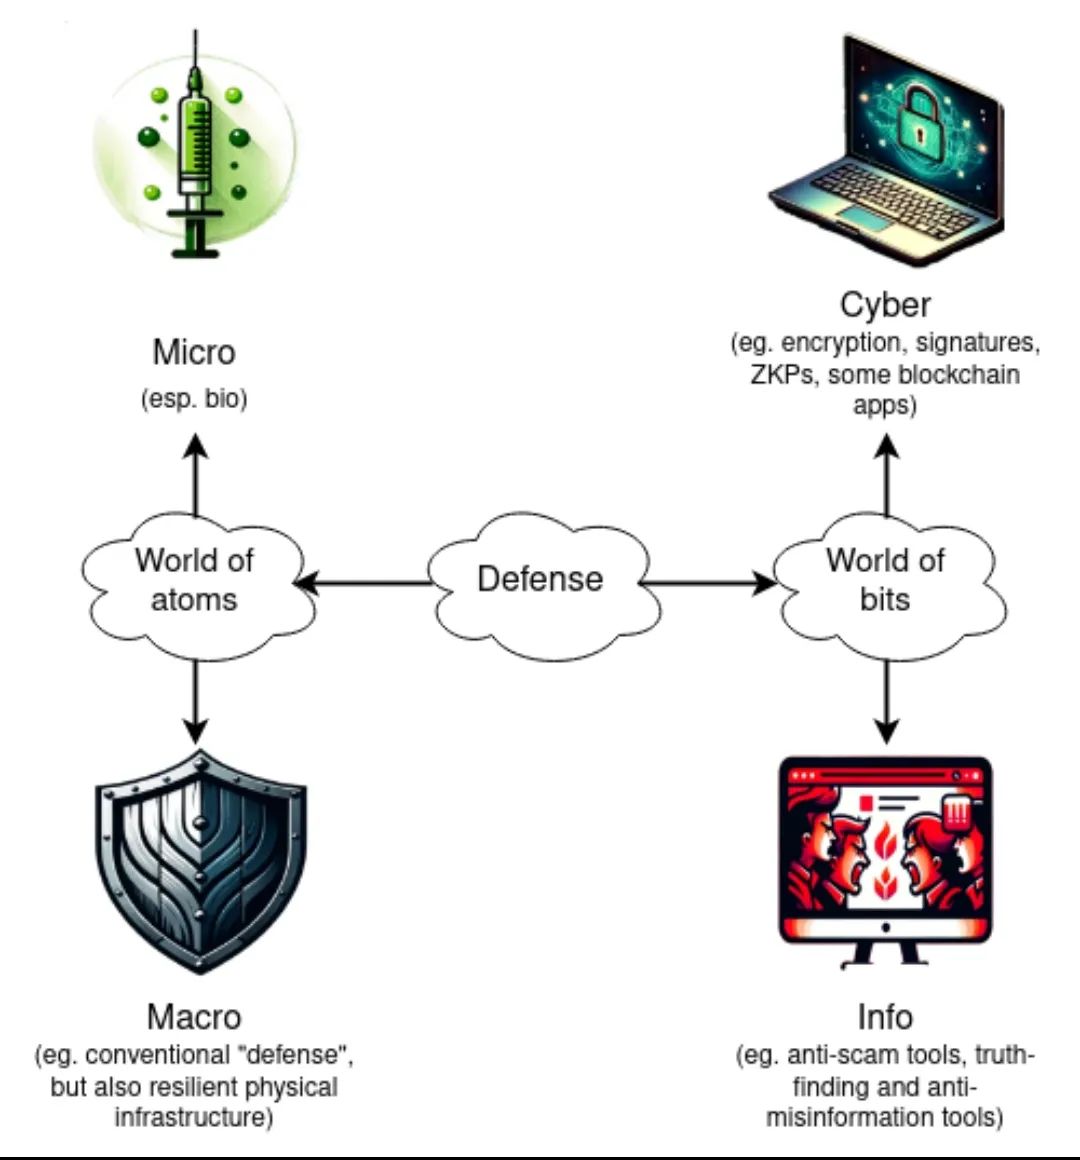 Micro
(esp. bio)
Cyber
(eg. encryption, signatures,
ZKPs, some blockchain
apps)
World of
atoms
Defense
World of
bits
Macro
(eg. conventional "defense",
but also resilient physical
infrastructure)
Info
(eg. anti-scam tools, truth-
finding and anti-
misinformation tools)